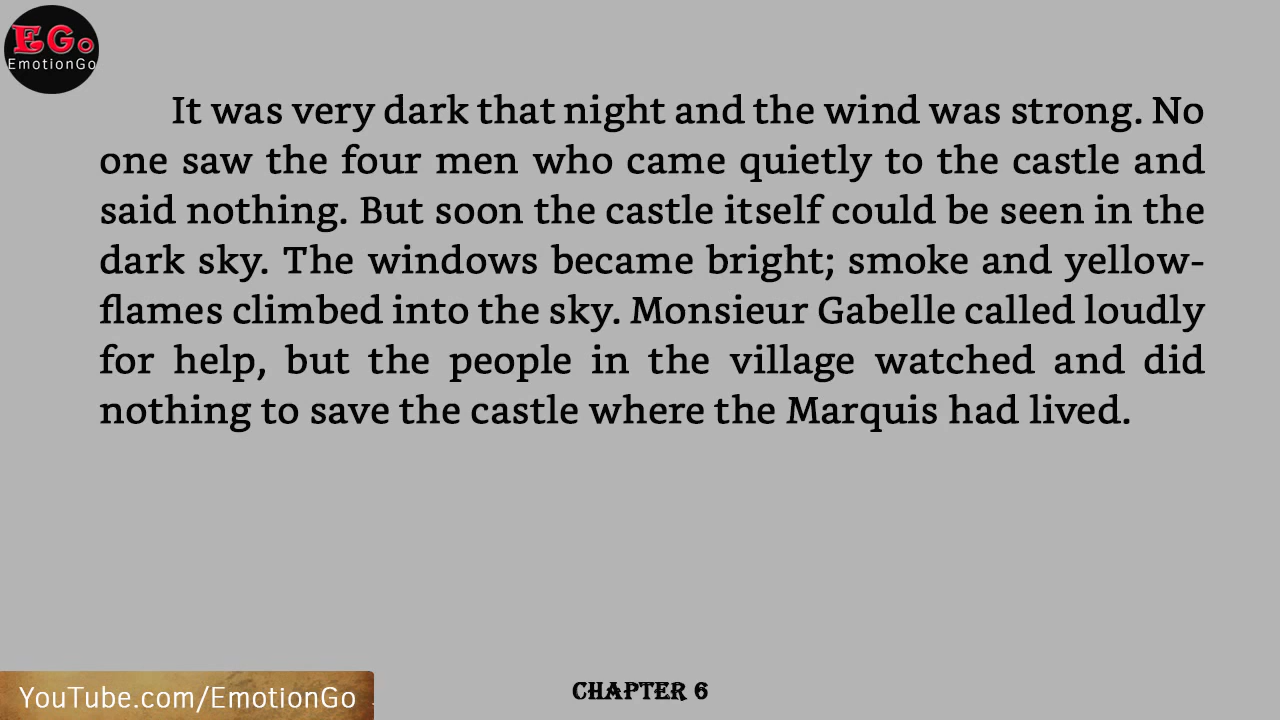 EGo
EmotionGo
It was very dark that night and the wind was strong. No
one saw the four men who came quietly to the castle and
said nothing. But soon the castle itself could be seen in the
dark sky. The windows became bright; smoke and yellow-
flames climbed into the sky. Monsieur Gabelle called loudly
for help, but the people in the village watched and did
nothing to save the castle where the Marquis had lived.
YouTube.com/EmotionGo
CHAPTER 6